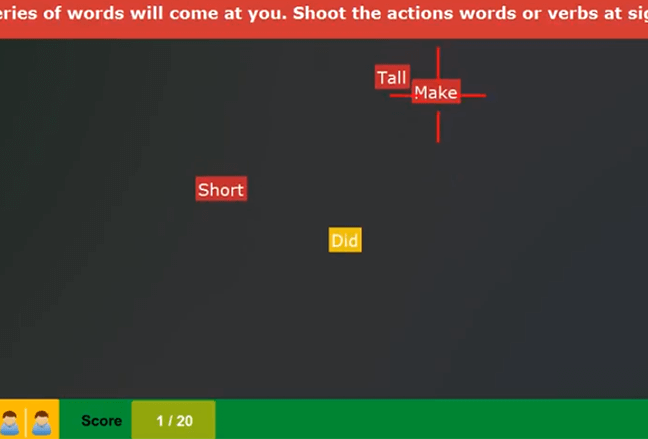 eries of words will come at you. Shoot the actions words or verbs at sig
Tall
Make
Short
Did
Score 1 / 20